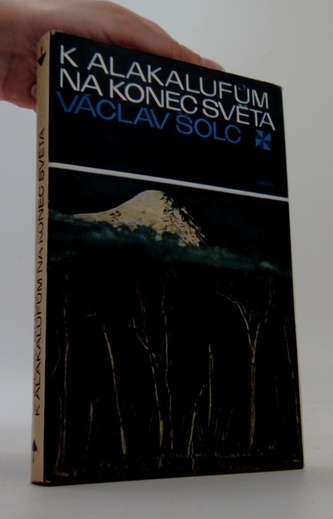 K ALAKALUFŮM
NA KONEC SVĚTA
VÁCLAV ŠOLC
K ALAKALUFŮM NA KONEC SVĚTA